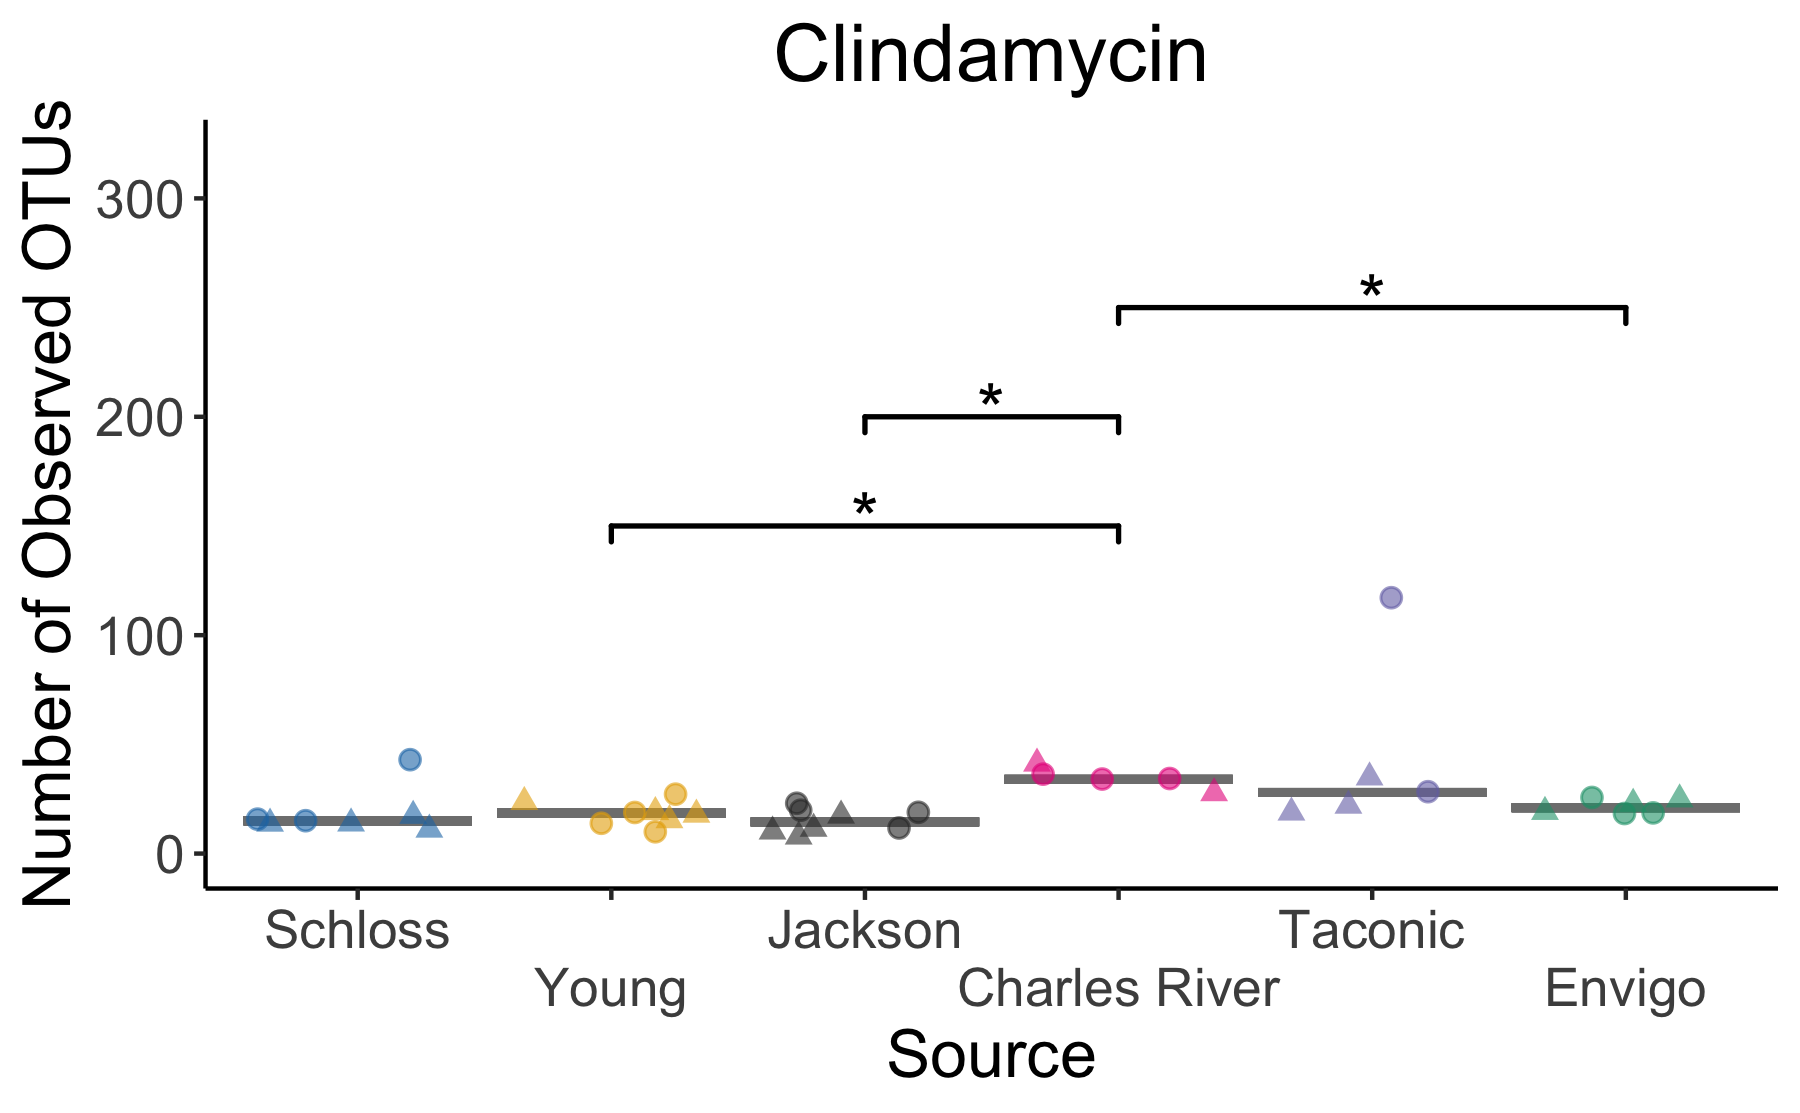 Clindamycin
Number of Observed OTUs
300
200
100
0
*
*
*
Schloss
Young
Jackson
Charles River
Taconic
Envigo
Source